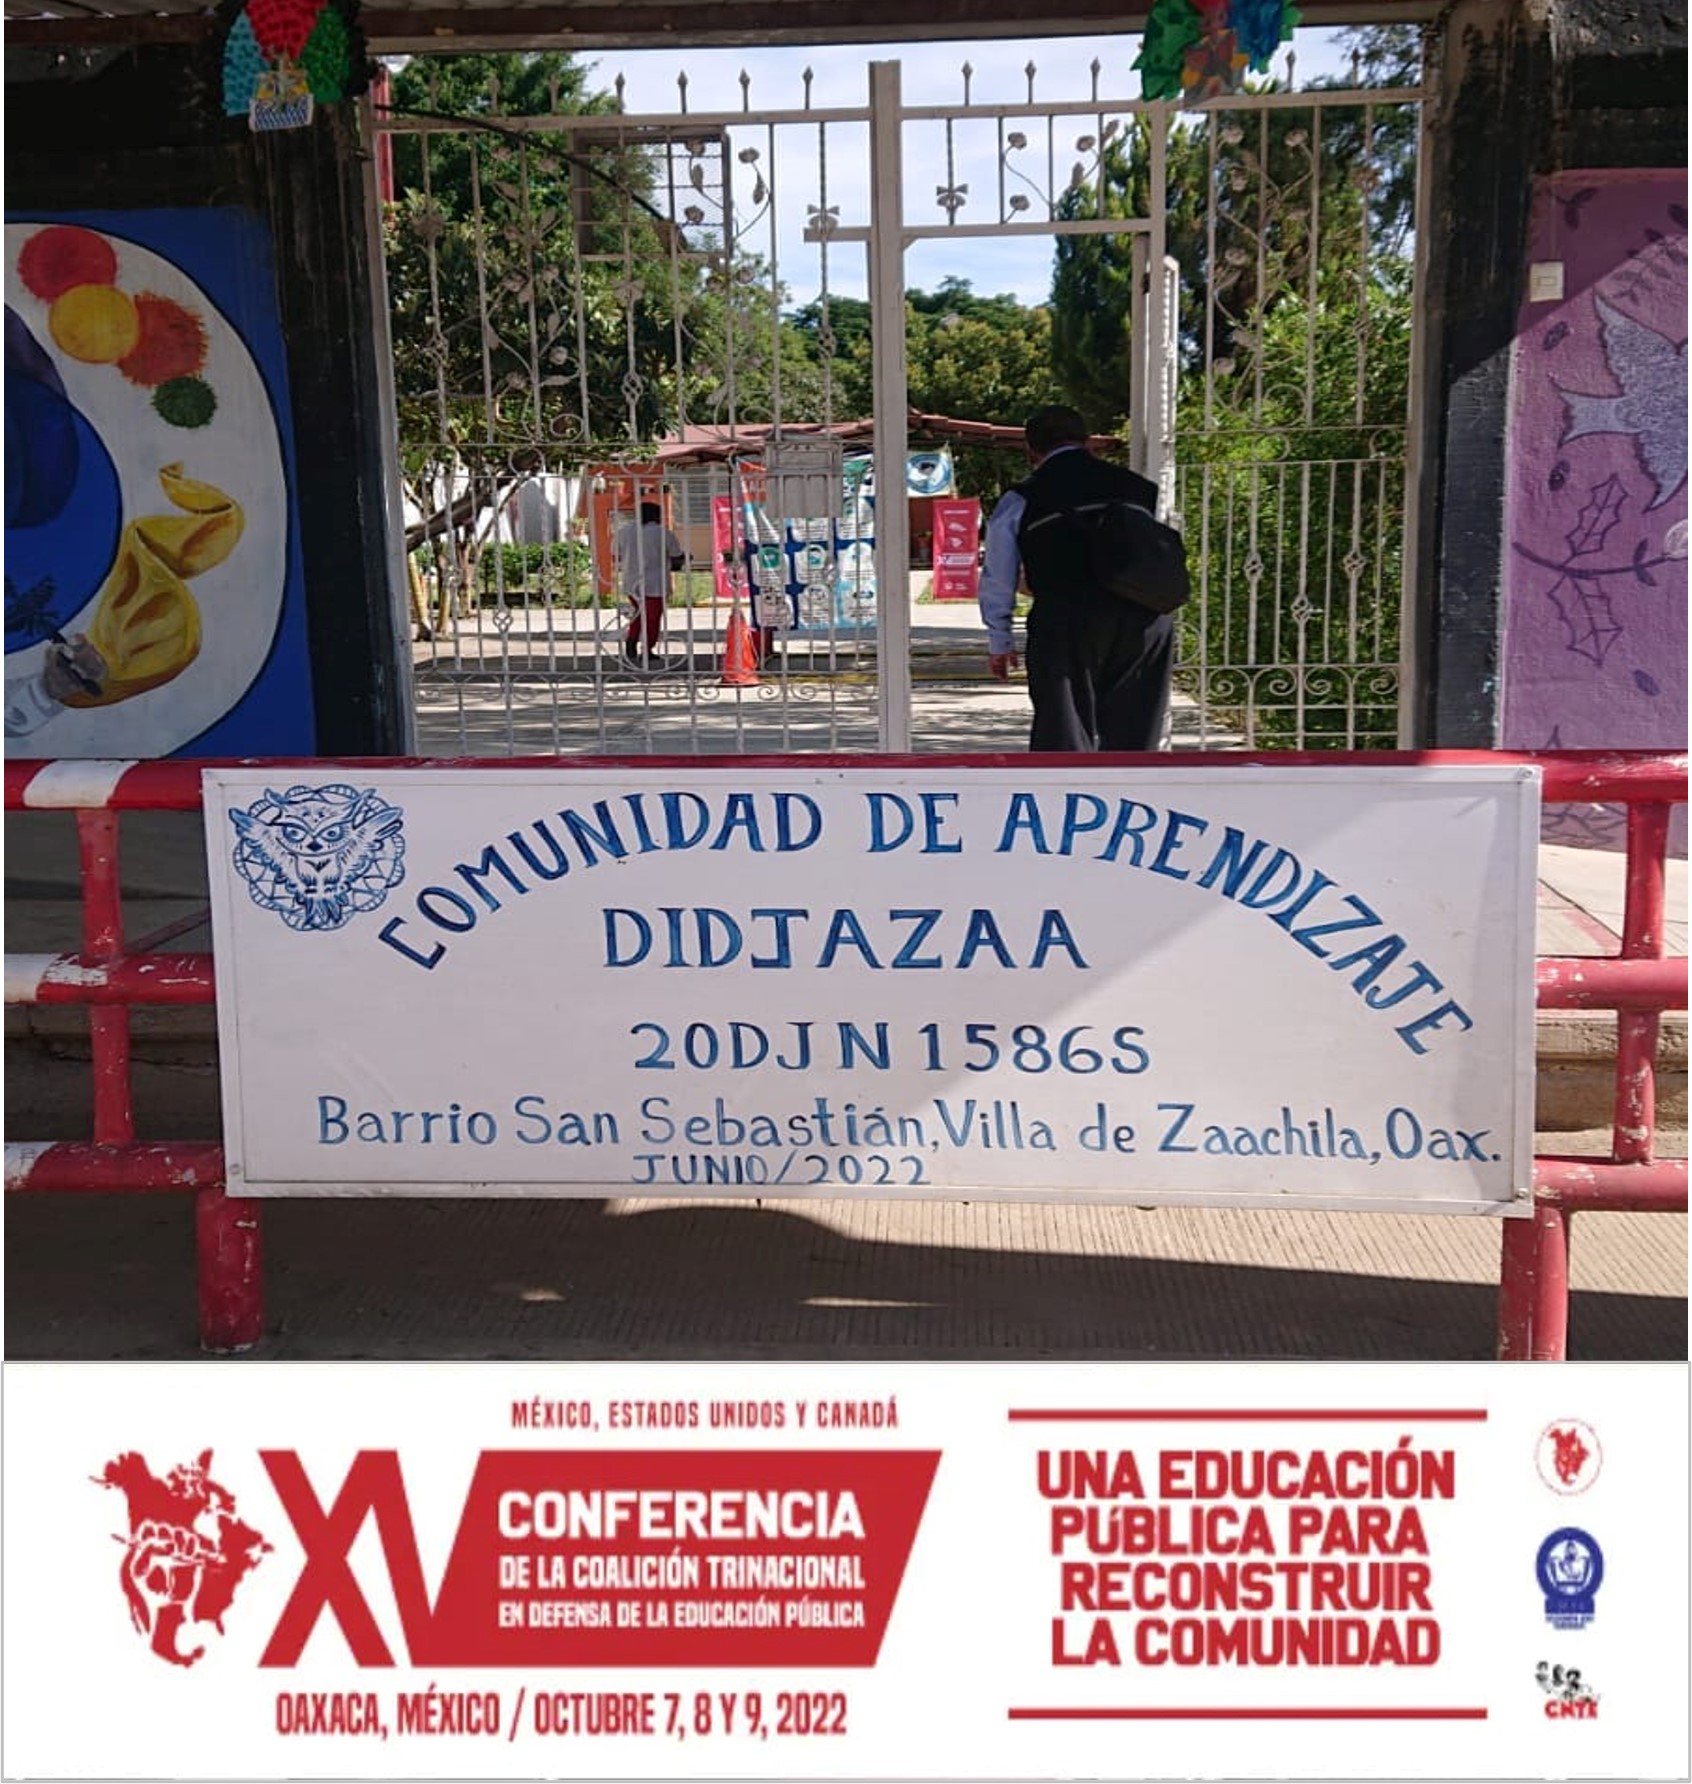 COMUNIDAD DE APRENDIZAJE
DIDJAZAA
20DJN1586S
Barrio San Sebastián, Villa de Zaachila, Oax.
JUNIO/2022
MÉXICO, ESTADOS UNIDOS Y CANADÁ
XV CONFERENCIA
DE LA COALICIÓN TRINACIONAL
EN DEFENSA DE LA EDUCACIÓN PÚBLICA
OAXACA, MÉXICO / OCTUBRE 7, 8 Y 9, 2022
UNA EDUCACIÓN
PÚBLICA PARA
RECONSTRUIR
LA COMUNIDAD
CNTE